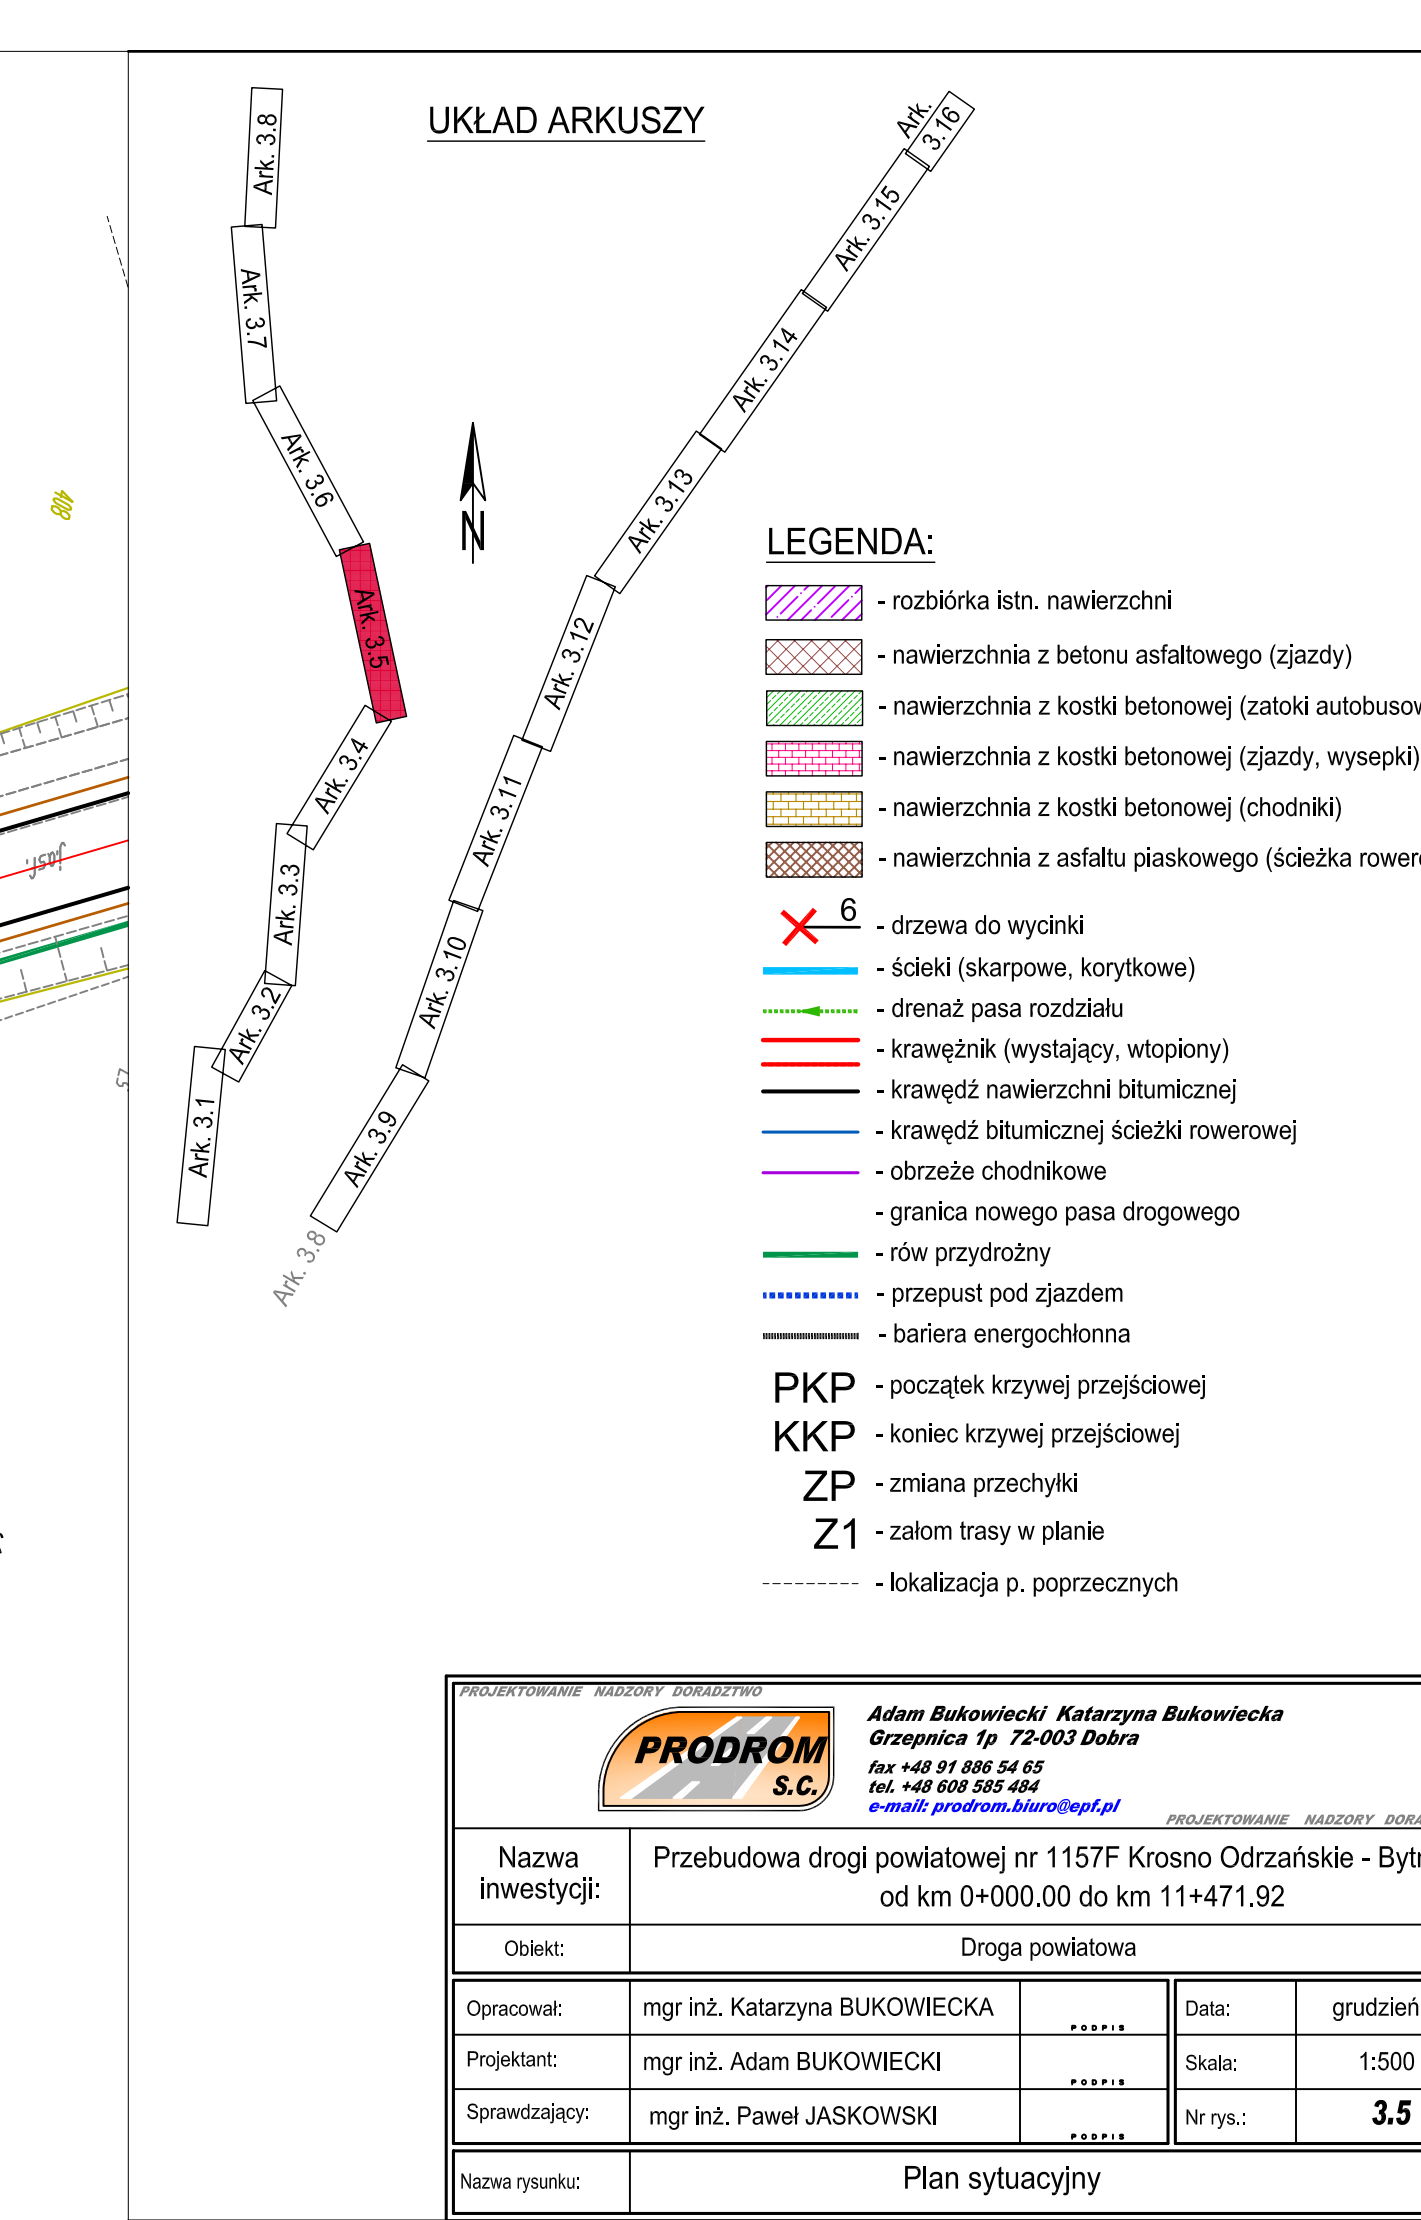 UKŁAD ARKUSZY
Ark. 3.8
Ark. 3.7
Ark. 3.6
Ark. 3.5
Ark. 3.4
Ark. 3.3
Ark. 3.2
Ark. 3.1
Ark.
3.16
Ark. 3.15
Ark. 3.14
Ark. 3.13
Ark. 3.12
Ark. 3.11
Ark. 3.10
Ark. 3.9
Ark. 3.8
N
408
j.asf.
LEGENDA:
- rozbiórka istn. nawierzchni
- nawierzchnia z betonu asfaltowego (zjazdy)
- nawierzchnia z kostki betonowej (zatoki autobusow
- nawierzchnia z kostki betonowej (zjazdy, wysepki)
- nawierzchnia z kostki betonowej (chodniki)
- nawierzchnia z asfaltu piaskowego (ścieżka rower
6 - drzewa do wycinki
- ścieki (skarpowe, korytkowe)
- drenaż pasa rozdziału
- krawężnik (wystający, wtopiony)
- krawędź nawierzchni bitumicznej
- krawędź bitumicznej ścieżki rowerowej
- obrzeże chodnikowe
- granica nowego pasa drogowego
- rów przydrożny
- przepust pod zjazdem
- bariera energochłonna
PKP - początek krzywej przejściowej
KKP - koniec krzywej przejściowej
ZP - zmiana przechyłki
Z1 - załom trasy w planie
- lokalizacja p. poprzecznych
PROJEKTOWANIE NADZORY DORADZTWO
PRODROM
S.C.
Adam Bukowiecki Katarzyna Bukowiecka
Grzepnica 1p 72-003 Dobra
fax +48 91 886 54 65
tel. +48 608 585 484
e-mail: prodrom.biuro@epf.pl
PROJEKTOWANIE NADZORY DORA
Nazwa
inwestycji:
Przebudowa drogi powiatowej nr 1157F Krosno Odrzańskie - Bytn
od km 0+000.00 do km 11+471.92
Obiekt: Droga powiatowa
Opracował: mgr inż. Katarzyna BUKOWIECKA PODPIS Data: grudzień
Projektant: mgr inż. Adam BUKOWIECKI PODPIS Skala: 1:500
Sprawdzający: mgr inż. Paweł JASKOWSKI PODPIS Nr rys.: 3.5
Nazwa rysunku: Plan sytuacyjny